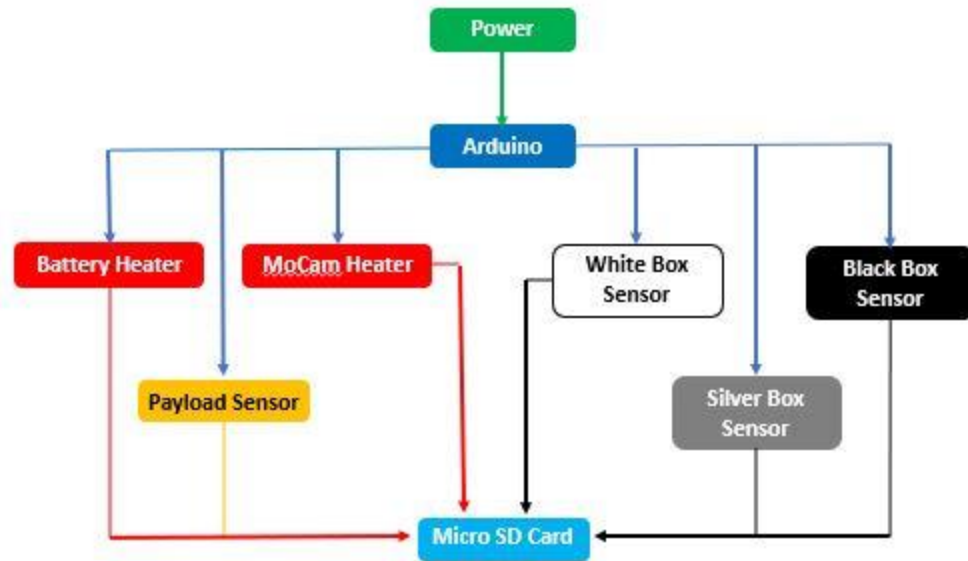 Power
Arduino
Battery Heater
MoCam Heater
White Box
Sensor
Black Box
Sensor
Payload Sensor
Silver Box
Sensor
Micro SD Card